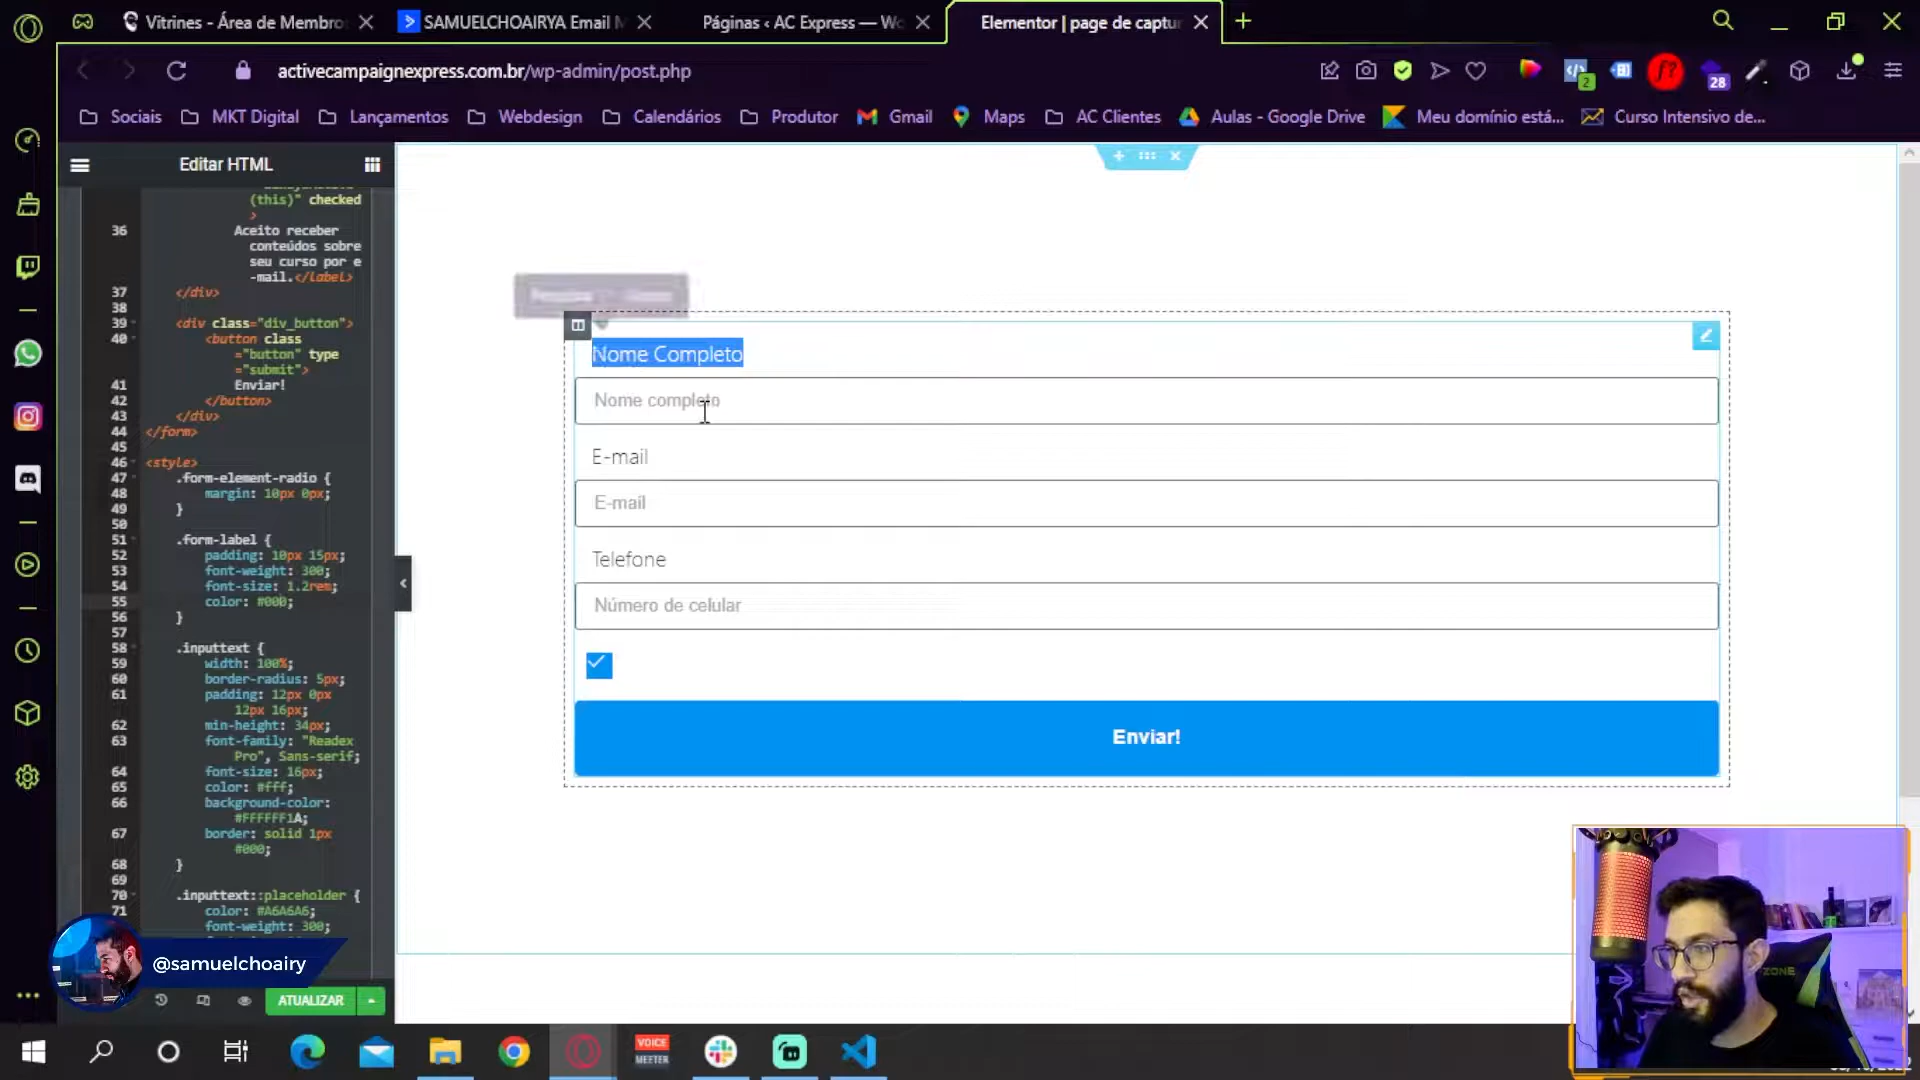 Vitrines - Área de Membro:
SAMUELCHOAIRYA Email M
Páginas ‹ AC Express — Wo
Elementor | page de captu
activecampaignexpress.com.br/wp-admin/post.php
2
f?
28
Sociais
MKT Digital
Lançamentos
Webdesign
Calendários
Produtor
Gmail
Maps
AC Clientes
Aulas - Google Drive
Meu domínio está...
Curso Intensivo de...
Editar HTML
(this)" checked
>
36 Aceito receber
conteúdos sobre
seu curso por e
-mail.</label>
37 </div>
38
39 <div class="div_button">
40 <button class
="button" type
="submit">
41 Enviar!
42 </button>
43 </div>
44 </form>
45
46 <style>
47 .form-element-radio {
48 margin: 10px 0px;
49 }
50
51 .form-label {
52 padding: 10px 15px;
53 font-weight: 300;
54 font-size: 1.2rem;
55 color: #000;
56 }
57
58 .inputtext {
59 width: 100%;
60 border-radius: 5px;
61 padding: 12px 0px
12px 16px;
62 min-height: 34px;
63 font-family: "Readex
Pro", Sans-serif;
64 font-size: 16px;
65 color: #fff;
66 background-color:
#FFFFFF1A;
67 border: solid 1px
#000;
68 }
69
70 .inputtext::placeholder {
71 color: #A6A6A6;
font-weight: 300;
Nome Completo
Nome completo
E-mail
E-mail
Telefone
Número de celular
Enviar!
@samuelchoairy
ATUALIZAR
ZONE
VOICE
MEETER